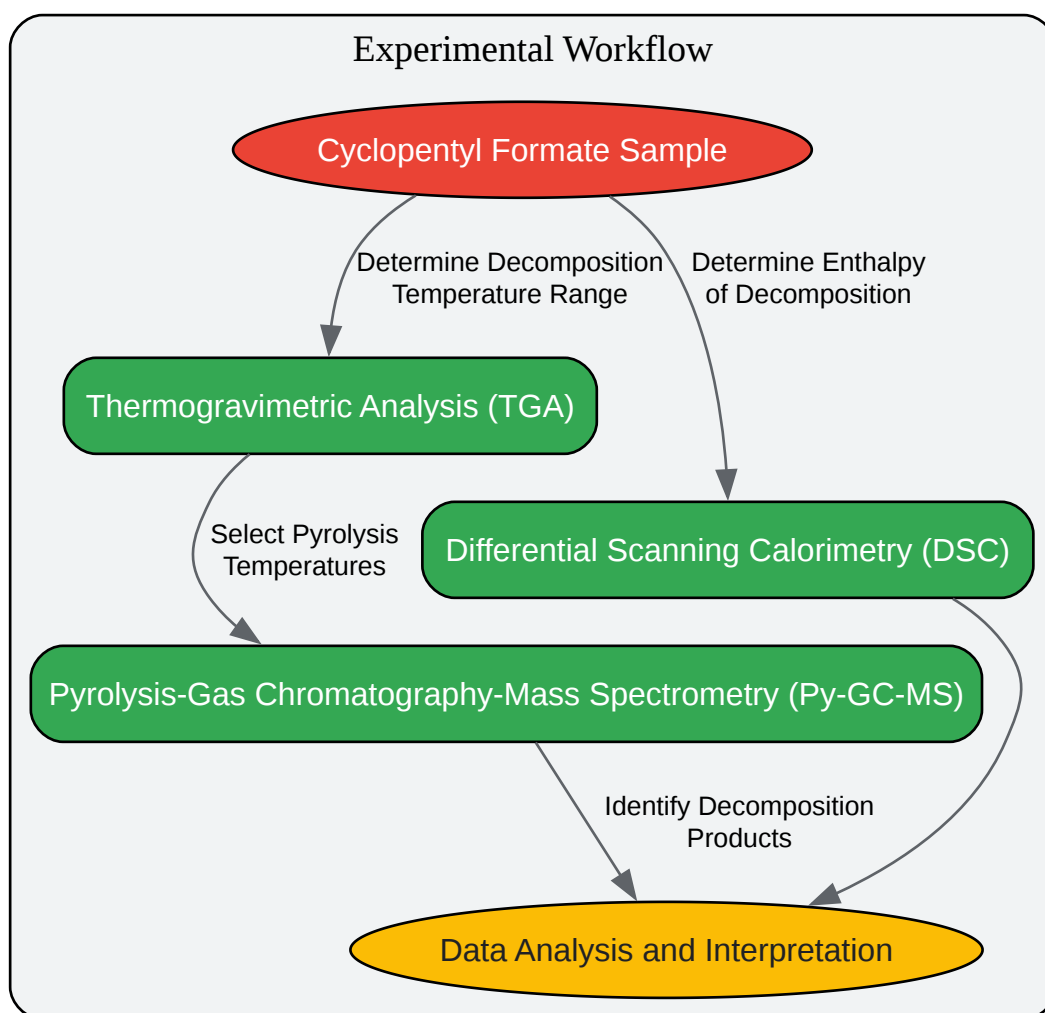 Experimental Workflow
Cyclopentyl Formate Sample
Determine Decomposition
Temperature Range
Determine Enthalpy
of Decomposition
Thermogravimetric Analysis (TGA)
Select Pyrolysis
Temperatures
Differential Scanning Calorimetry (DSC)
Pyrolysis-Gas Chromatography-Mass Spectrometry (Py-GC-MS)
Identify Decomposition
Products
Data Analysis and Interpretation